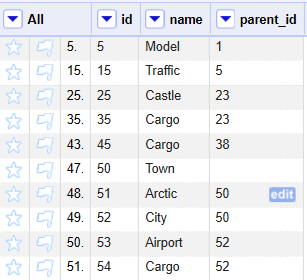 All id name parent_id
5. 5 Model 1
15. 15 Traffic 5
25. 25 Castle 23
35. 35 Cargo 23
43. 45 Cargo 38
47. 50 Town
48. 51 Arctic 50 edit
49. 52 City 50
50. 53 Airport 52
51. 54 Cargo 52